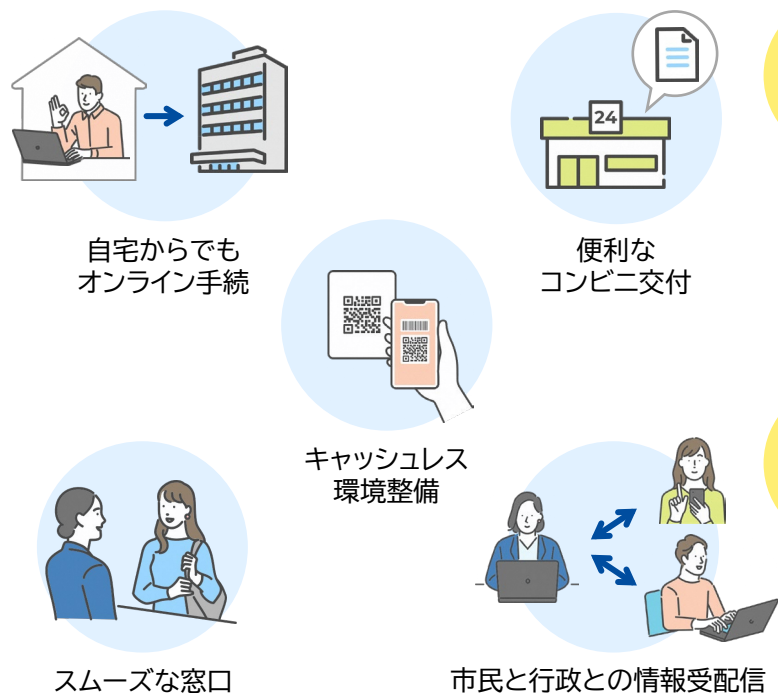 24
自宅からでも
オンライン手続
便利な
コンビニ交付
キャッシュレス
環境整備
スムーズな窓口
市民と行政との情報受配信